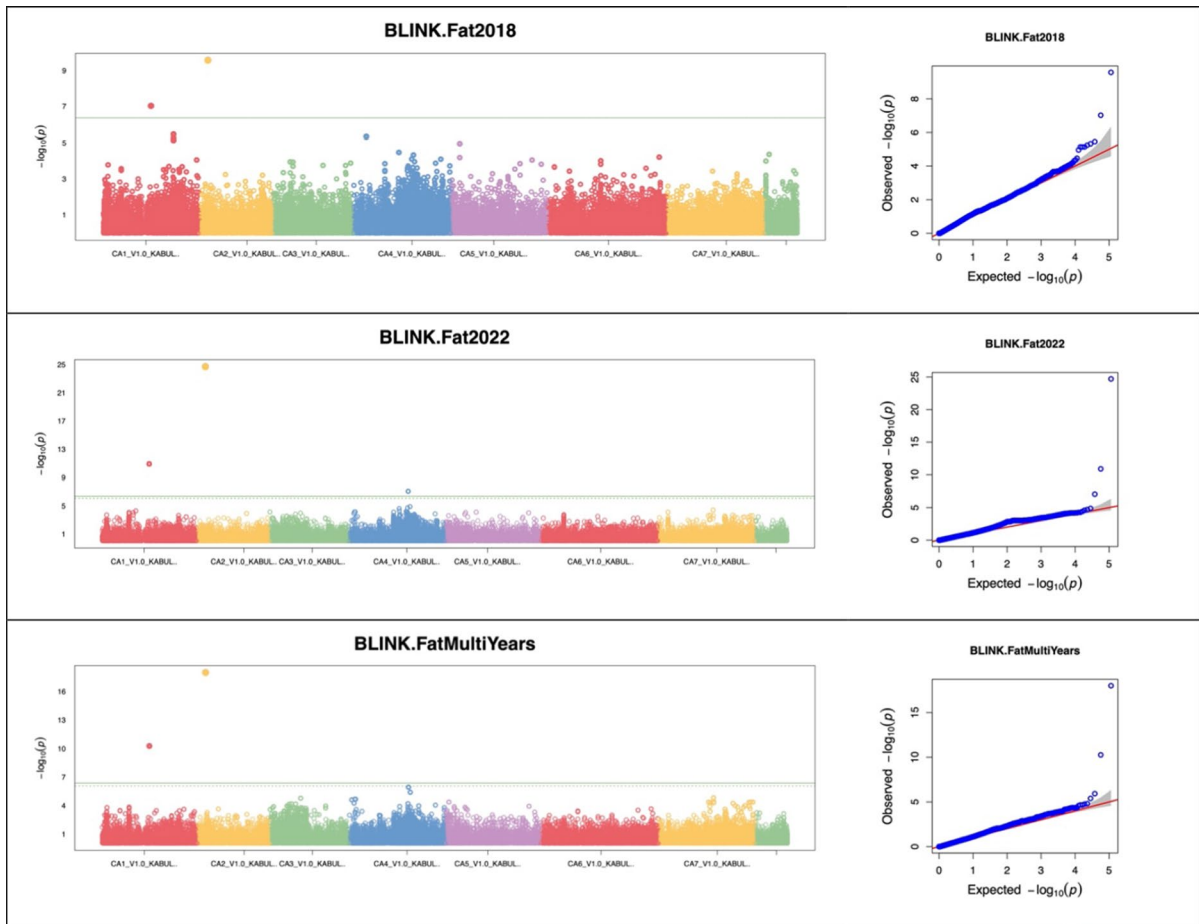 BLINK.Fat2018
−log₁₀(p)
9
7
5
3
1
CA1_V1.0_KABUL.. CA2_V1.0_KABUL.. CA3_V1.0_KABUL.. CA4_V1.0_KABUL.. CA5_V1.0_KABUL.. CA6_V1.0_KABUL.. CA7_V1.0_KABUL..
BLINK.Fat2018
Observed −log₁₀(p)
8
6
4
2
0
0 1 2 3 4 5
Expected −log₁₀(p)
BLINK.Fat2022
−log₁₀(p)
25
21
17
13
9
5
1
CA1_V1.0_KABUL.. CA2_V1.0_KABUL.. CA3_V1.0_KABUL.. CA4_V1.0_KABUL.. CA5_V1.0_KABUL.. CA6_V1.0_KABUL.. CA7_V1.0_KABUL..
BLINK.Fat2022
Observed −log₁₀(p)
25
20
15
10
5
0
0 1 2 3 4 5
Expected −log₁₀(p)
BLINK.FatMultiYears
−log₁₀(p)
16
13
10
7
4
1
CA1_V1.0_KABUL.. CA2_V1.0_KABUL.. CA3_V1.0_KABUL.. CA4_V1.0_KABUL.. CA5_V1.0_KABUL.. CA6_V1.0_KABUL.. CA7_V1.0_KABUL..
BLINK.FatMultiYears
Observed −log₁₀(p)
15
10
5
0
0 1 2 3 4 5
Expected −log₁₀(p)